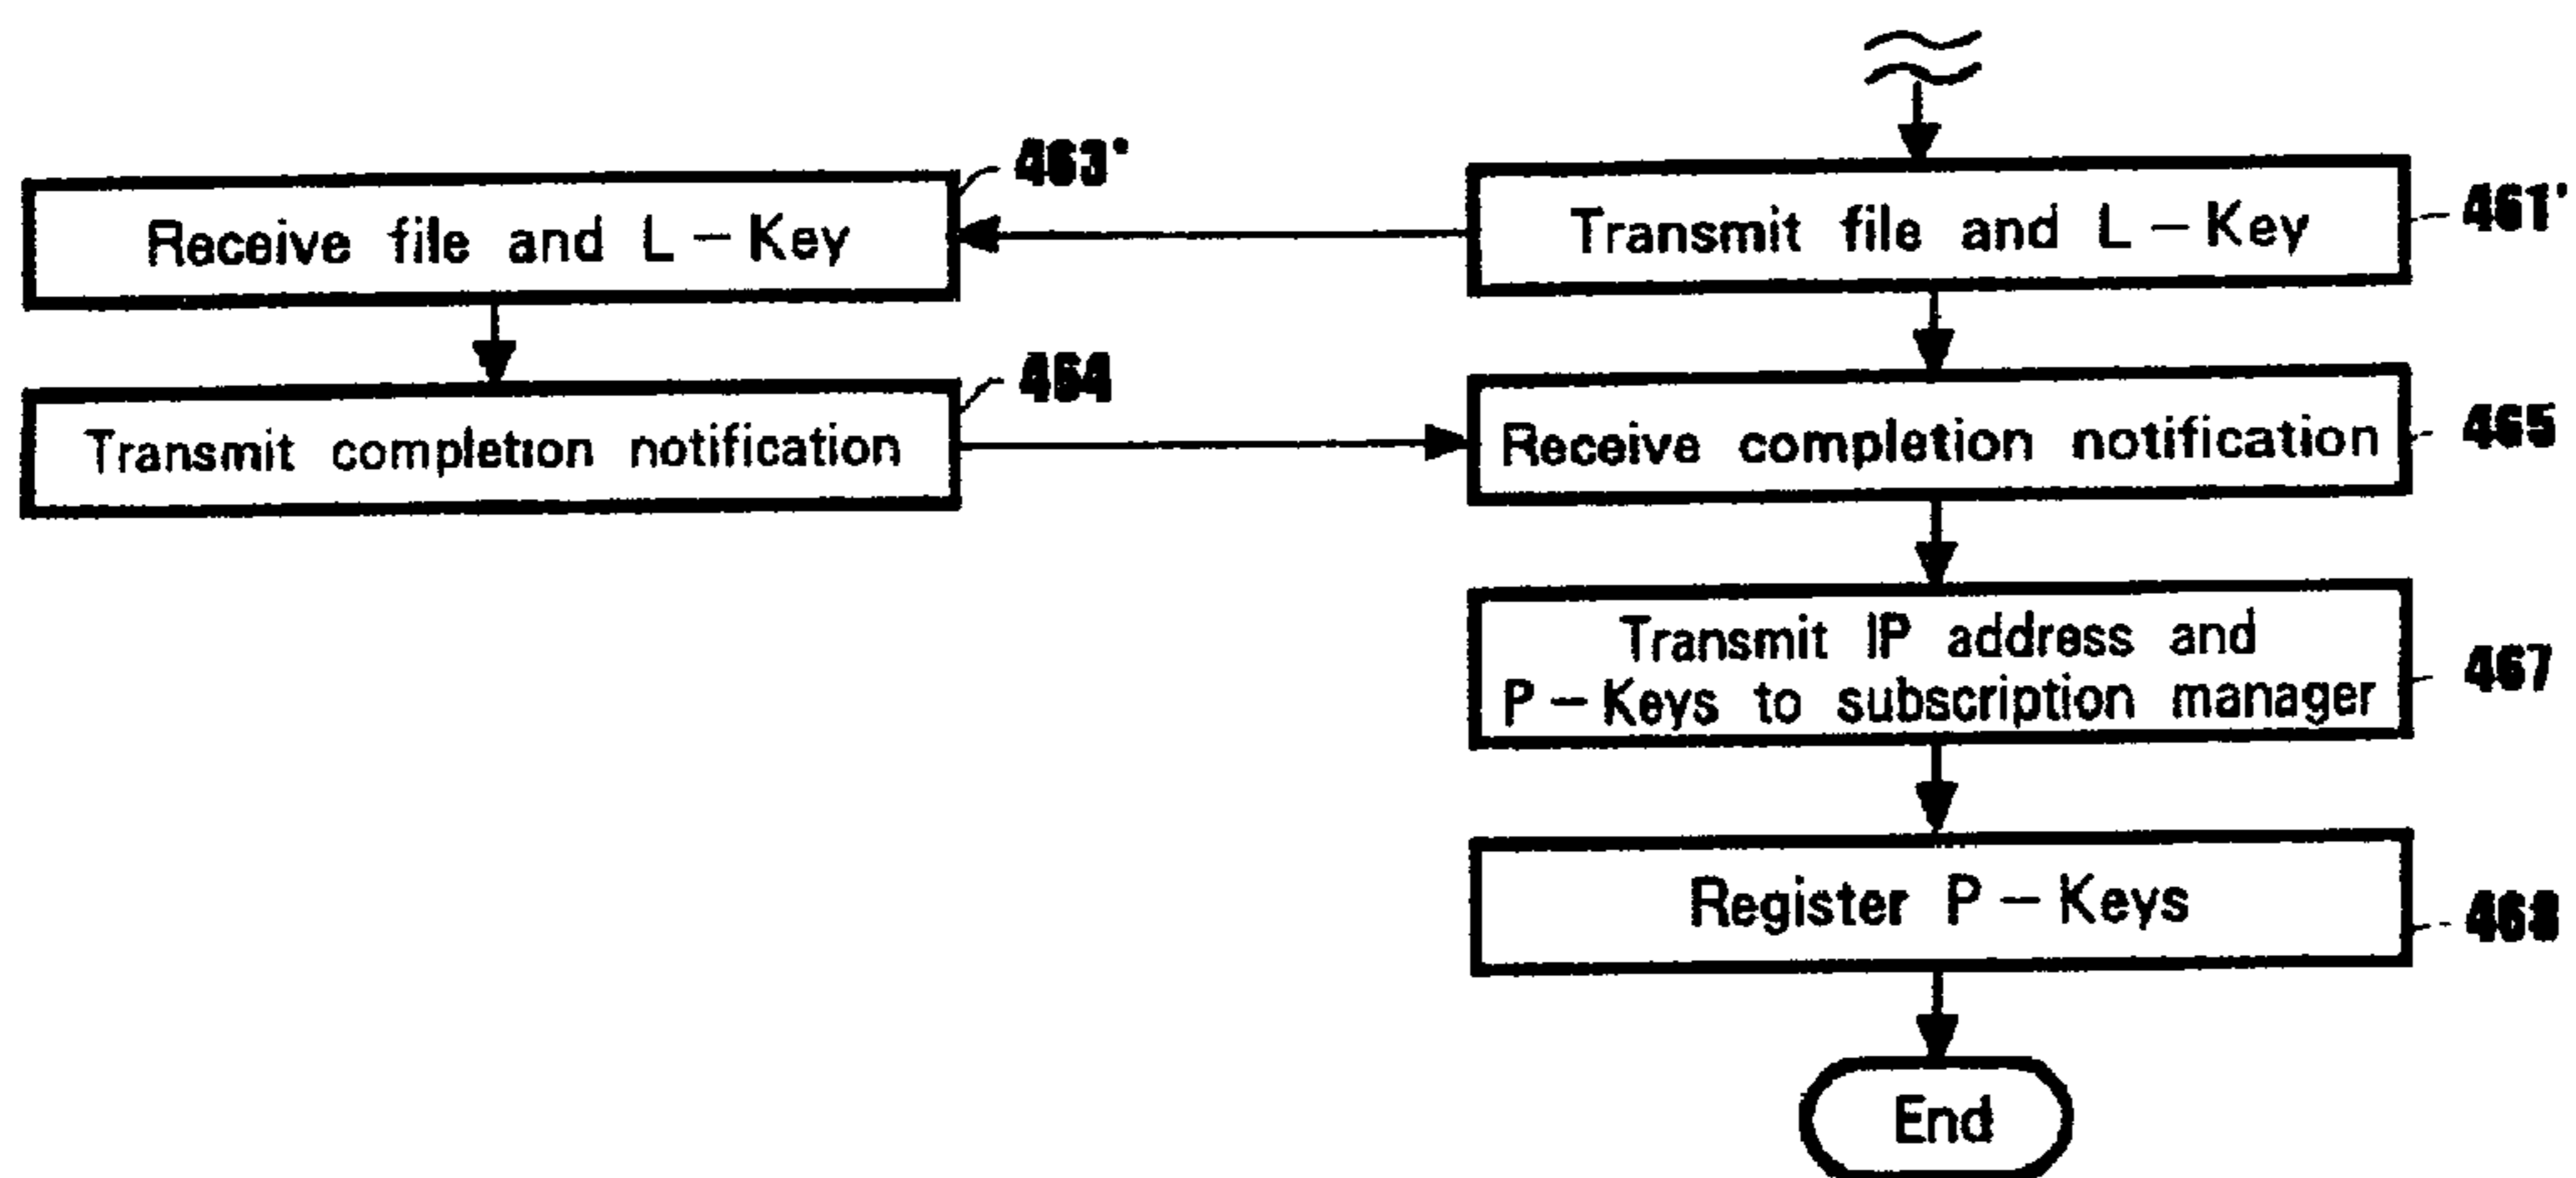 463'
Receive file and L-Key
461'
Transmit file and L-Key
464
Transmit completion notification
465
Receive completion notification
467
Transmit IP address and
P-Keys to subscription manager
468
Register P-Keys
End